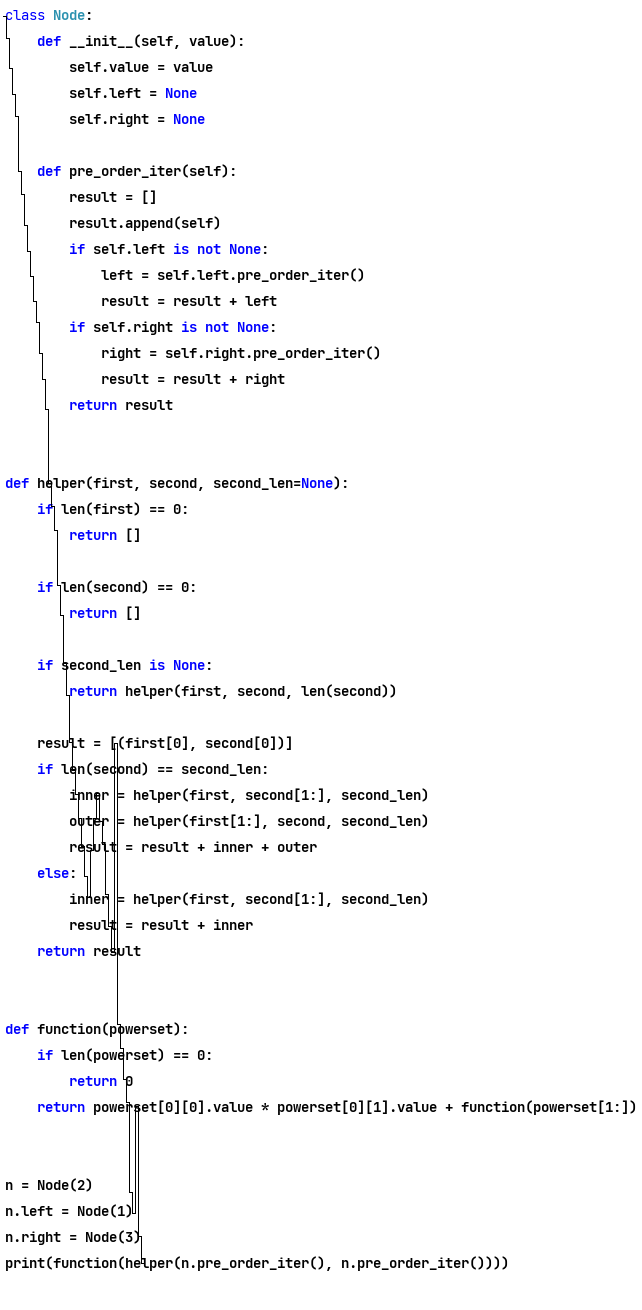 class Node:
    def __init__(self, value):
        self.value = value
        self.left = None
        self.right = None

    def pre_order_iter(self):
        result = []
        result.append(self)
        if self.left is not None:
            left = self.left.pre_order_iter()
            result = result + left
        if self.right is not None:
            right = self.right.pre_order_iter()
            result = result + right
        return result


def helper(first, second, second_len=None):
    if len(first) == 0:
        return []

    if len(second) == 0:
        return []

    if second_len is None:
        return helper(first, second, len(second))

    result = [(first[0], second[0])]
    if len(second) == second_len:
        inner = helper(first, second[1:], second_len)
        outer = helper(first[1:], second, second_len)
        result = result + inner + outer
    else:
        inner = helper(first, second[1:], second_len)
        result = result + inner
    return result


def function(powerset):
    if len(powerset) == 0:
        return 0
    return powerset[0][0].value * powerset[0][1].value + function(powerset[1:])


n = Node(2)
n.left = Node(1)
n.right = Node(3)
print(function(helper(n.pre_order_iter(), n.pre_order_iter())))